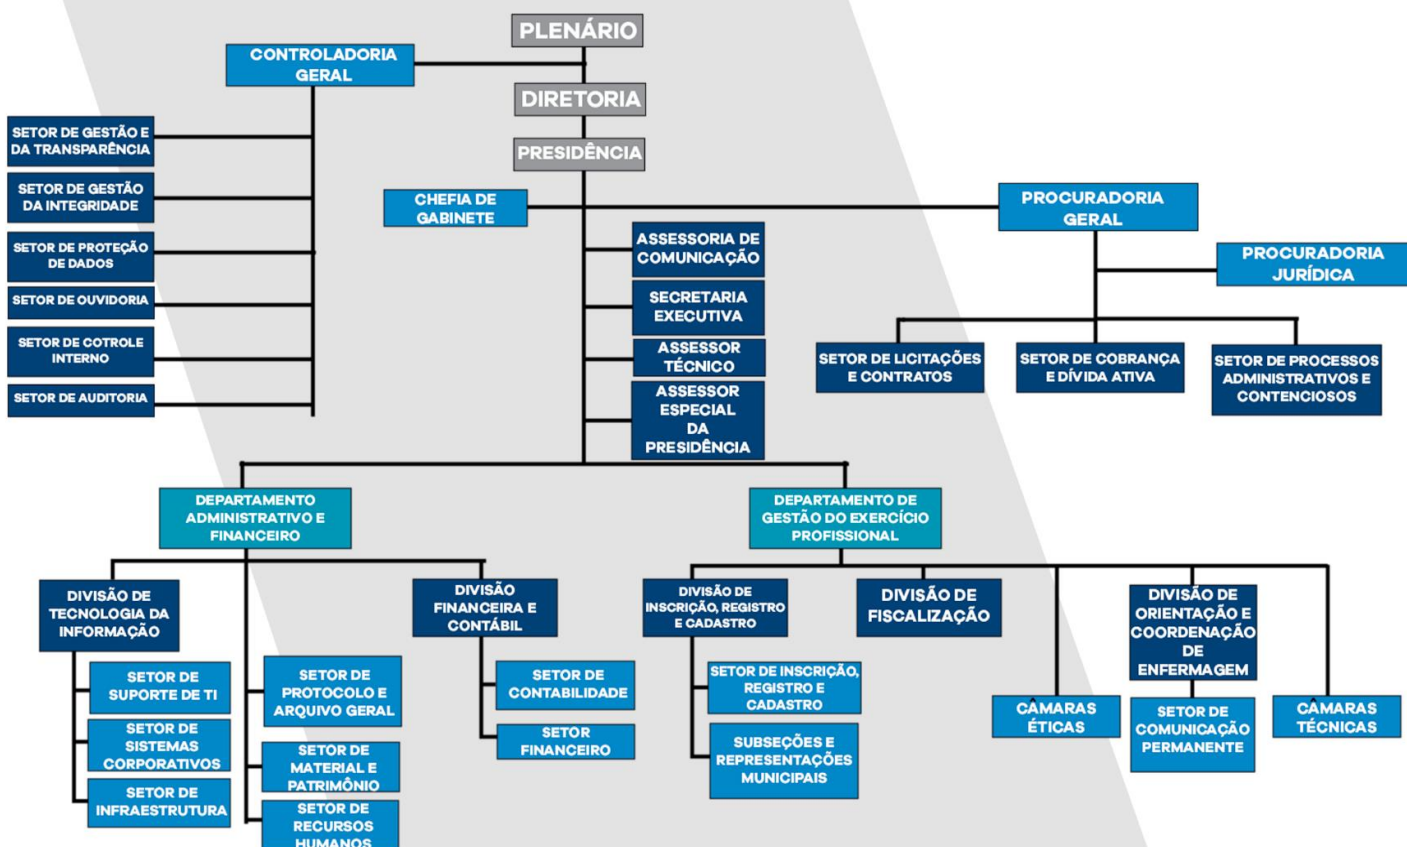 PLENÁRIO
CONTROLADORIA
GERAL
DIRETORIA
PRESIDÊNCIA
SETOR DE GESTÃO E
DA TRANSPARÊNCIA
SETOR DE GESTÃO
DA INTEGRIDADE
SETOR DE PROTEÇÃO
DE DADOS
SETOR DE OUVIDORIA
SETOR DE COTROLE
INTERNO
SETOR DE AUDITORIA
CHEFIA DE
GABINETE
PROCURADORIA
GERAL
ASSESSORIA DE
COMUNICAÇÃO
SECRETARIA
EXECUTIVA
ASSESSOR
TÉCNICO
ASSESSOR
ESPECIAL
DA
PRESIDÊNCIA
PROCURADORIA
JURÍDICA
SETOR DE LICITAÇÕES
E CONTRATOS
SETOR DE COBRANÇA
E DÍVIDA ATIVA
SETOR DE PROCESSOS
ADMINISTRATIVOS E
CONTENCIOSOS
DEPARTAMENTO
ADMINISTRATIVO E
FINANCEIRO
DEPARTAMENTO DE
GESTÃO DO EXERCÍCIO
PROFISSIONAL
DIVISÃO DE
TECNOLOGIA DA
INFORMAÇÃO
SETOR DE
SUPORTE DE TI
SETOR DE
SISTEMAS
CORPORATIVOS
SETOR DE
INFRAESTRUTURA
SETOR DE
PROTOCOLO E
ARQUIVO GERAL
SETOR DE
MATERIAL E
PATRIMÔNIO
SETOR DE
RECURSOS
HUMANOS
DIVISÃO
FINANCEIRA E
CONTÁBIL
SETOR DE
CONTABILIDADE
SETOR
FINANCEIRO
DIVISÃO DE
INSCRIÇÃO, REGISTRO
E CADASTRO
SETOR DE INSCRIÇÃO,
REGISTRO E
CADASTRO
SUBSEÇÕES E
REPRESENTAÇÕES
MUNICIPAIS
DIVISÃO DE
FISCALIZAÇÃO
CÂMARAS
ÉTICAS
DIVISÃO DE
ORIENTAÇÃO E
COORDENAÇÃO
DE
ENFERMAGEM
SETOR DE
COMUNICAÇÃO
PERMANENTE
CÂMARAS
TÉCNICAS